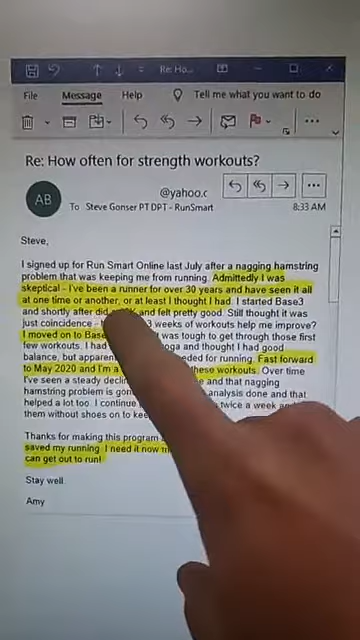 Re: Ho...
File Message Help Tell me what you want to do
Re: How often for strength workouts?
AB
@yahoo.c
To Steve Gonser PT DPT - RunSmart
8:33 AM
Steve,
I signed up for Run Smart Online last July after a nagging hamstring
problem that was keeping me from running. Admittedly I was
skeptical - I've been a runner for over 30 years and have seen it all
at one time or another, or at least I thought I had. I started Base3
and shortly after did and felt pretty good. Still thought it was
just coincidence - 3 weeks of workouts help me improve?
I moved on to Base was tough to get through those first
few workouts. I had yoga and thought I had good
balance, but apparen needed for running. Fast forward
to May 2020 and I'm a these workouts. Over time
I've seen a steady decli and that nagging
hamstring problem is gon analysis done and that
helped a lot too. I continue twice a week an
them without shoes on to kee
Thanks for making this program
saved my running. I need it now m
can get out to run!
Stay well.
Amy